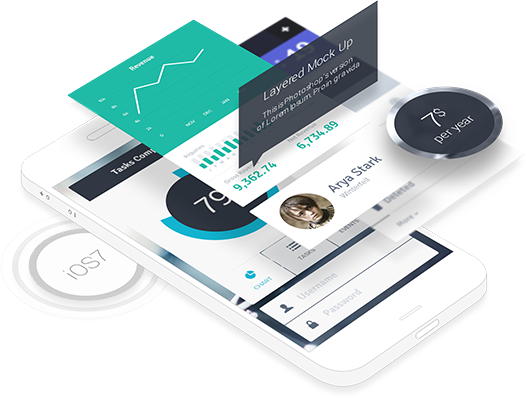 Revenue
NOV
DEC
JAN
49
Layered Mock Up
This is Photoshop's version
of Lorem Ipsum. Proin gravida
7$
per year
Tasks Com
9,362.74
6,734.89
79
Arya Stark
Winterfell
Deleted
More
iOS7
CHART
TASKS
EVENTS
Username
Password